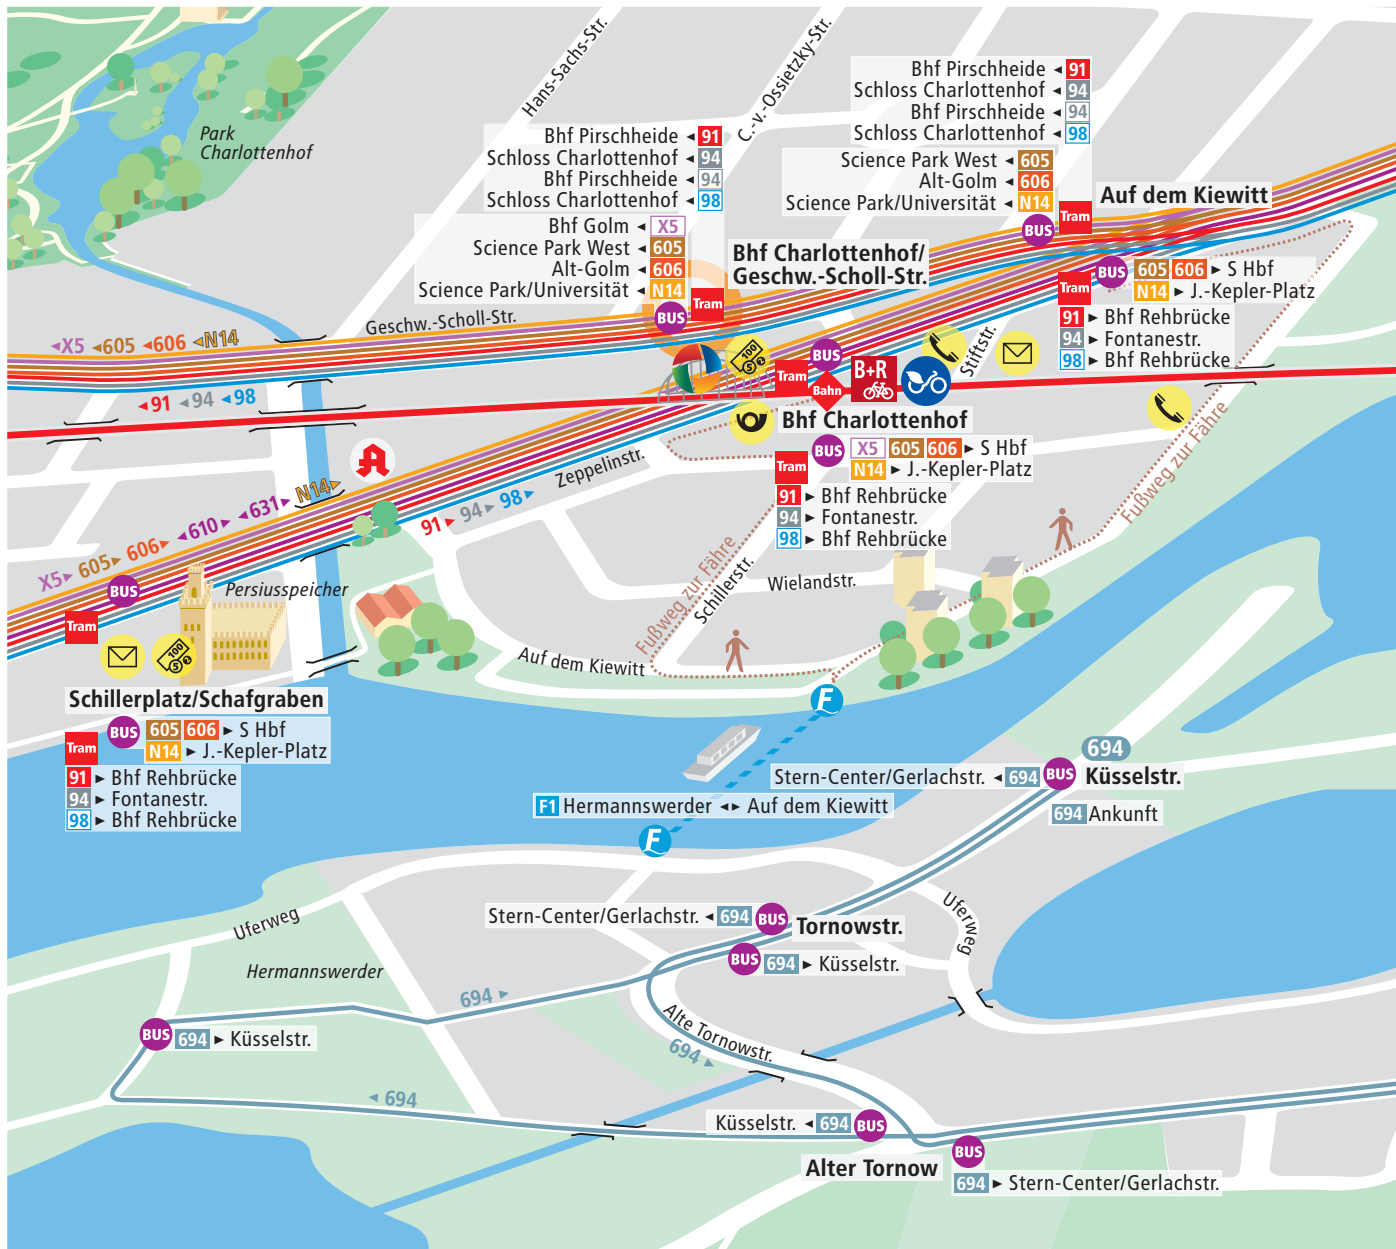 Hans-Sachs-Str.
C.-v.-Ossietzky-Str.
Park
Charlottenhof
Bhf Pirschheide ◄ 91
Schloss Charlottenhof ◄ 94
Bhf Pirschheide ◄ 94
Schloss Charlottenhof ◄ 98
Science Park West ◄ 605
Alt-Golm ◄ 606
Science Park/Universität ◄ N14
BUS
Tram
Auf dem Kiewitt
Bhf Pirschheide ◄ 91
Schloss Charlottenhof ◄ 94
Bhf Pirschheide ◄ 94
Schloss Charlottenhof ◄ 98
Bhf Golm ◄ X5
Science Park West ◄ 605
Alt-Golm ◄ 606
Science Park/Universität ◄ N14
BUS
Tram
Bhf Charlottenhof/
Geschw.-Scholl-Str.
BUS
Tram
605 606 ► S Hbf
N14 ► J.-Kepler-Platz
91 ► Bhf Rehbrücke
94 ► Fontanestr.
98 ► Bhf Rehbrücke
Geschw.-Scholl-Str.
◄X5 ◄605 ◄606 ◄N14
◄91 ◄94 ◄98
100
5 2
BUS
Tram
Bahn
B+R
Stiftstr.
Bhf Charlottenhof
BUS
Tram
X5 605 606 ► S Hbf
N14 ► J.-Kepler-Platz
91 ► Bhf Rehbrücke
94 ► Fontanestr.
98 ► Bhf Rehbrücke
Fußweg zur Fähre
A
Zeppelinstr.
X5► 605► 606► ◄610► ◄631► N14►
91► 94► 98►
BUS
Tram
Persiusspeicher
100
5 2
Schillerplatz/Schafgraben
BUS
Tram
605 606 ► S Hbf
N14 ► J.-Kepler-Platz
91 ► Bhf Rehbrücke
94 ► Fontanestr.
98 ► Bhf Rehbrücke
Fußweg zur Fähre
Schillerstr.
Wielandstr.
Auf dem Kiewitt
F
F1 Hermannswerder ◄► Auf dem Kiewitt
F
694
Stern-Center/Gerlachstr. ◄ 694 BUS Küsselstr.
694 Ankunft
Uferweg
Uferweg
Stern-Center/Gerlachstr. ◄ 694 BUS Tornowstr.
BUS 694 ► Küsselstr.
Hermannswerder
694 ►
BUS 694 ► Küsselstr.
Alte Tornowstr.
694 ►
◄ 694
Küsselstr. ◄ 694 BUS
Alter Tornow
BUS
694 ► Stern-Center/Gerlachstr.